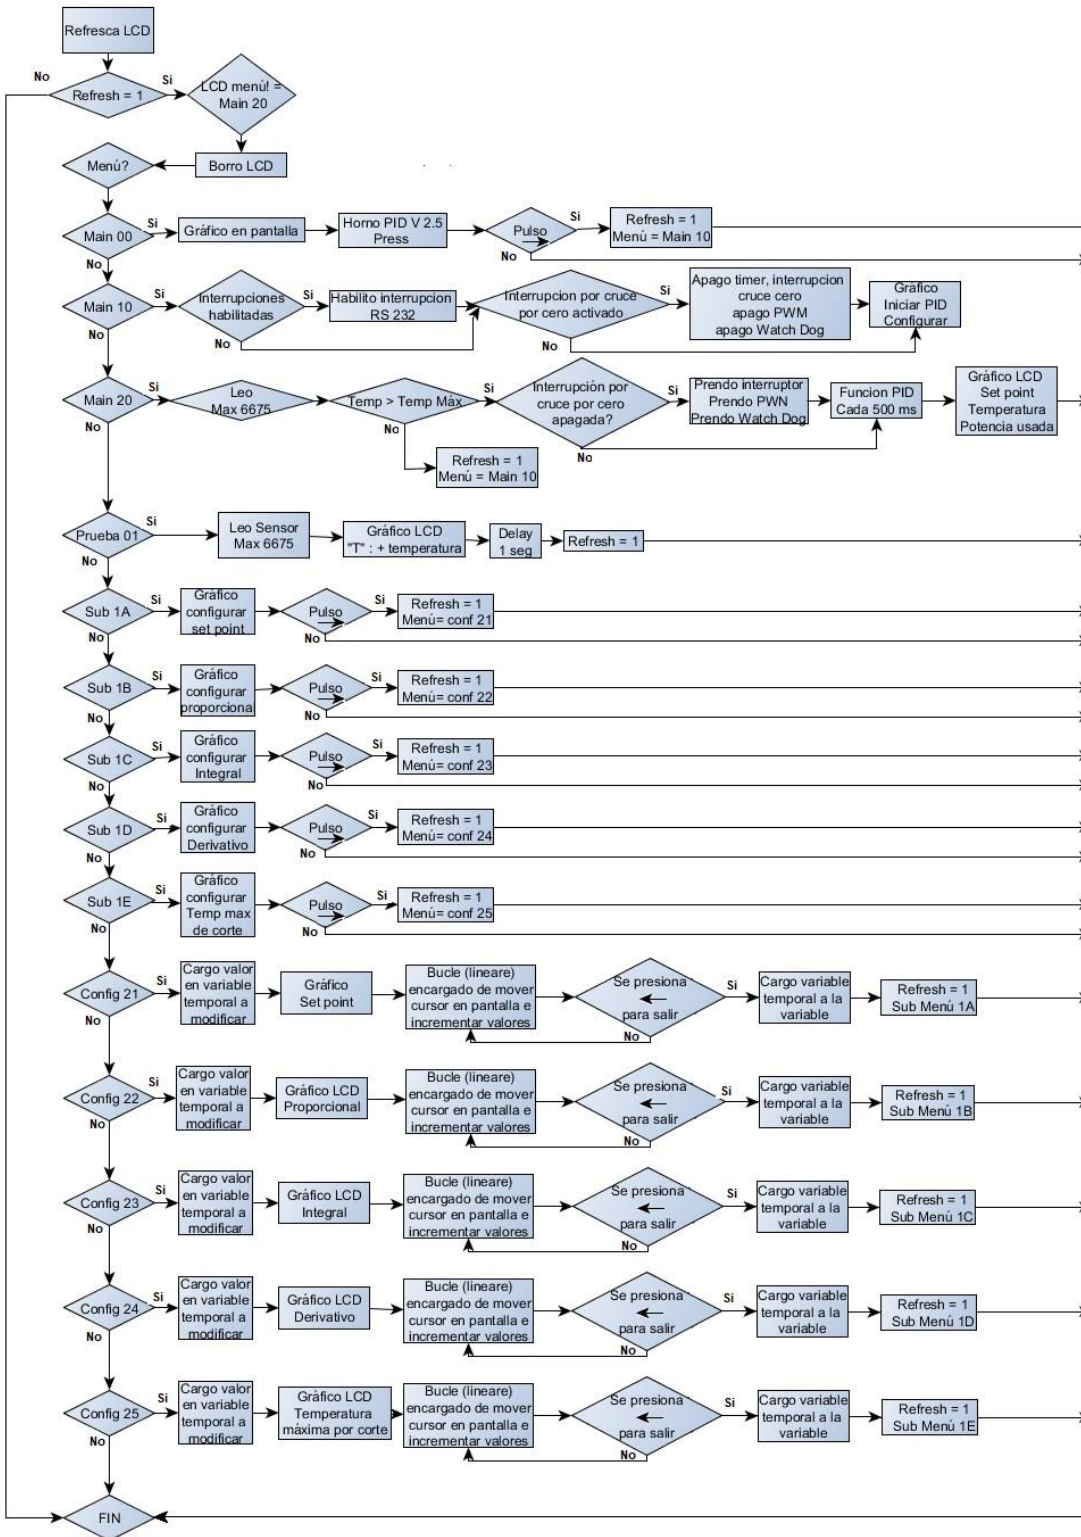 Refresca LCD
No
Refresh = 1
Si
LCD menú! =
Main 20
Menú?
Borro LCD
Main 00
Si
No
Gráfico en pantalla
Horno PID V 2.5
Press
Pulso
Si
No
Refresh = 1
Menú = Main 10
Main 10
Si
No
Interrupciones
habilitadas
Si
No
Habilito interrupcion
RS 232
Interrupcion por cruce
por cero activado
Si
No
Apago timer, interrupcion
cruce cero
apago PWM
apago Watch Dog
Gráfico
Iniciar PID
Configurar
Main 20
Si
No
Leo
Max 6675
Temp > Temp Máx
Si
No
Refresh = 1
Menú = Main 10
Interrupción por
cruce por cero
apagada?
Si
No
Prendo interruptor
Prendo PWN
Prendo Watch Dog
Funcion PID
Cada 500 ms
Gráfico LCD
Set point
Temperatura
Potencia usada
Prueba 01
Si
No
Leo Sensor
Max 6675
Gráfico LCD
"T" : + temperatura
Delay
1 seg
Refresh = 1
Sub 1A
Si
No
Gráfico
configurar
set point
Pulso
Si
No
Refresh = 1
Menú= conf 21
Sub 1B
Si
No
Gráfico
configurar
proporcional
Pulso
Si
No
Refresh = 1
Menú= conf 22
Sub 1C
Si
No
Gráfico
configurar
Integral
Pulso
Si
No
Refresh = 1
Menú= conf 23
Sub 1D
Si
No
Gráfico
configurar
Derivativo
Pulso
Si
No
Refresh = 1
Menú= conf 24
Sub 1E
Si
No
Gráfico
configurar
Temp max
de corte
Pulso
Si
No
Refresh = 1
Menú= conf 25
Config 21
Si
No
Cargo valor
en variable
temporal a
modificar
Gráfico
Set point
Bucle (lineare)
encargado de mover
cursor en pantalla e
incrementar valores
Se presiona
para salir
Si
No
Cargo variable
temporal a la
variable
Refresh = 1
Sub Menú 1A
Config 22
Si
No
Cargo valor
en variable
temporal a
modificar
Gráfico LCD
Proporcional
Bucle (lineare)
encargado de mover
cursor en pantalla e
incrementar valores
Se presiona
para salir
Si
No
Cargo variable
temporal a la
variable
Refresh = 1
Sub Menú 1B
Config 23
Si
No
Cargo valor
en variable
temporal a
modificar
Gráfico LCD
Integral
Bucle (lineare)
encargado de mover
cursor en pantalla e
incrementar valores
Se presiona
para salir
Si
No
Cargo variable
temporal a la
variable
Refresh = 1
Sub Menú 1C
Config 24
Si
No
Cargo valor
en variable
temporal a
modificar
Gráfico LCD
Derivativo
Bucle (lineare)
encargado de mover
cursor en pantalla e
incrementar valores
Se presiona
para salir
Si
No
Cargo variable
temporal a la
variable
Refresh = 1
Sub Menú 1D
Config 25
Si
No
Cargo valor
en variable
temporal a
modificar
Gráfico LCD
Temperatura
máxima por corte
Bucle (lineare)
encargado de mover
cursor en pantalla e
incrementar valores
Se presiona
para salir
Si
No
Cargo variable
temporal a la
variable
Refresh = 1
Sub Menú 1E
FIN